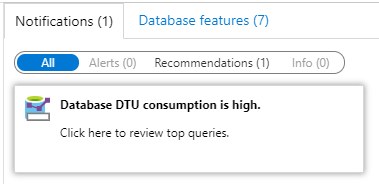 Notifications (1) Database features (7)
All Alerts (0) Recommendations (1) Info (0)
Database DTU consumption is high.
Click here to review top queries.